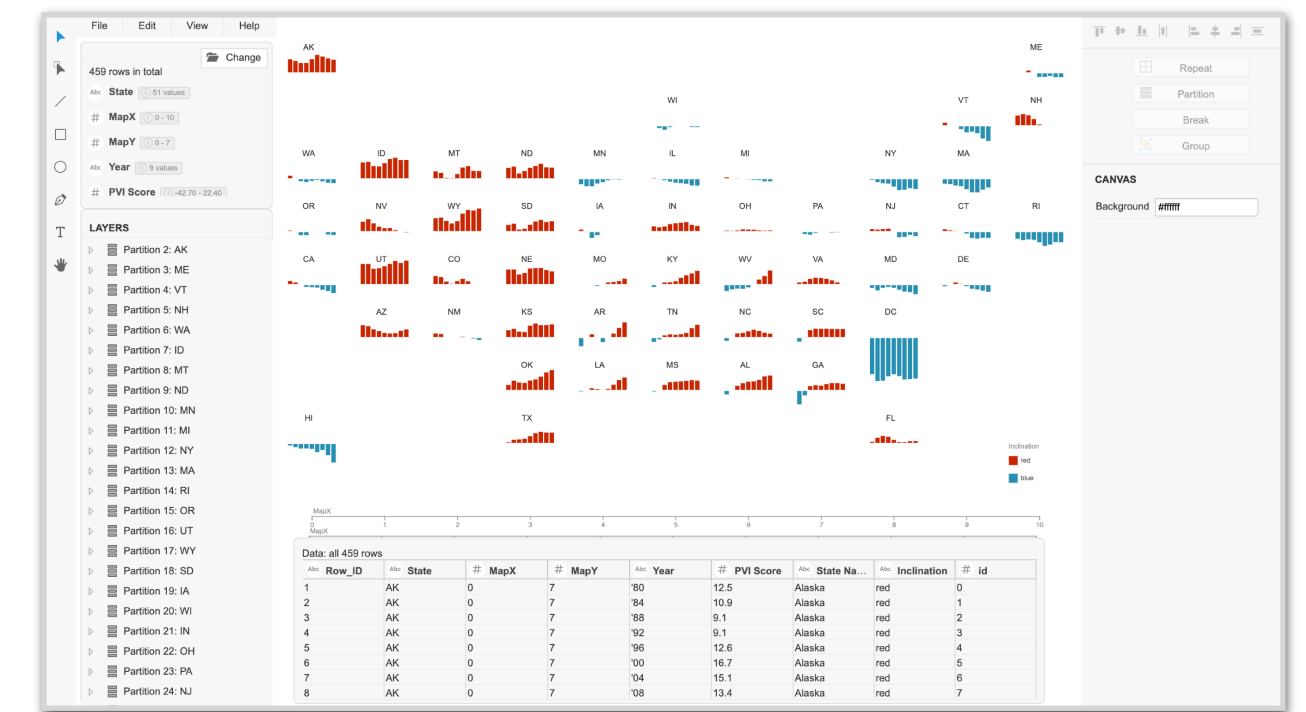 File Edit View Help
Change
459 rows in total
Abc State 51 values
# MapX 0 - 10
# MapY 0 - 7
Abc Year 9 values
# PVI Score -42.70 - 22.40
LAYERS
Partition 2: AK
Partition 3: ME
Partition 4: VT
Partition 5: NH
Partition 6: WA
Partition 7: ID
Partition 8: MT
Partition 9: ND
Partition 10: MN
Partition 11: MI
Partition 12: NY
Partition 13: MA
Partition 14: RI
Partition 15: OR
Partition 16: UT
Partition 17: WY
Partition 18: SD
Partition 19: IA
Partition 20: WI
Partition 21: IN
Partition 22: OH
Partition 23: PA
Partition 24: NJ
T
AK ME
WI VT NH
WA ID MT ND MN IL MI NY MA
OR NV WY SD IA IN OH PA NJ CT RI
CA UT CO NE MO KY WV VA MD DE
AZ NM KS AR TN NC SC DC
OK LA MS AL GA
HI TX FL
Inclination
red
blue
MapX
0 1 2 3 4 5 6 7 8 9 10
MapX
Data: all 459 rows
Abc Row_ID Abc State # MapX # MapY Abc Year # PVI Score Abc State Na... Abc Inclination # id
1 AK 0 7 '80 12.5 Alaska red 0
2 AK 0 7 '84 10.9 Alaska red 1
3 AK 0 7 '88 9.1 Alaska red 2
4 AK 0 7 '92 9.1 Alaska red 3
5 AK 0 7 '96 12.6 Alaska red 4
6 AK 0 7 '00 16.7 Alaska red 5
7 AK 0 7 '04 15.1 Alaska red 6
8 AK 0 7 '08 13.4 Alaska red 7
Repeat
Partition
Break
Group
CANVAS
Background #ffffff